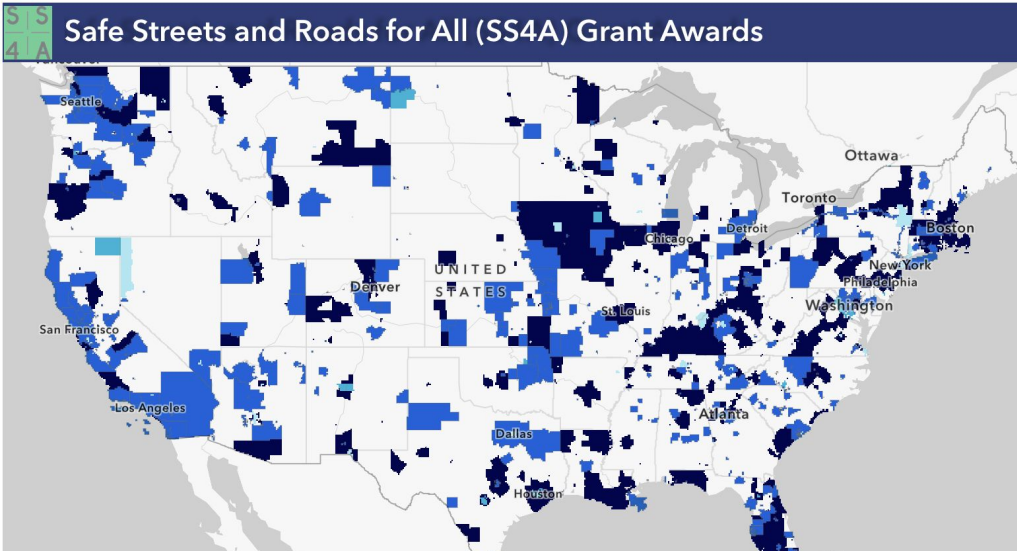 S S
4 A
Safe Streets and Roads for All (SS4A) Grant Awards
Seattle
Ottawa
Toronto
Boston
Detroit
Chicago
New York
UNITED
STATES
Denver
Philadelphia
Washington
St. Louis
San Francisco
Los Angeles
Atlanta
Dallas
Houston